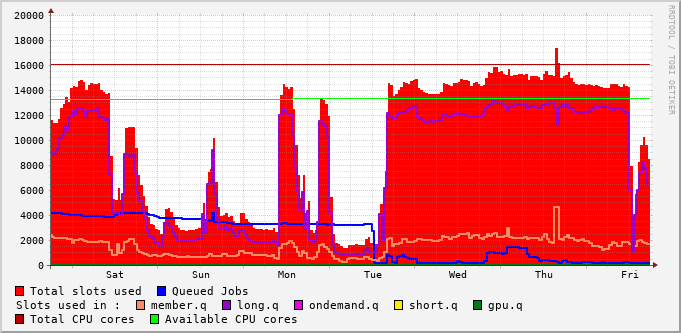 20000
18000
16000
14000
12000
10000
8000
6000
4000
2000
0
Sat Sun Mon Tue Wed Thu Fri
RRDTOOL / TOBI OETIKER
Total slots used Queued Jobs
Slots used in : member.q long.q ondemand.q short.q gpu.q
Total CPU cores Available CPU cores